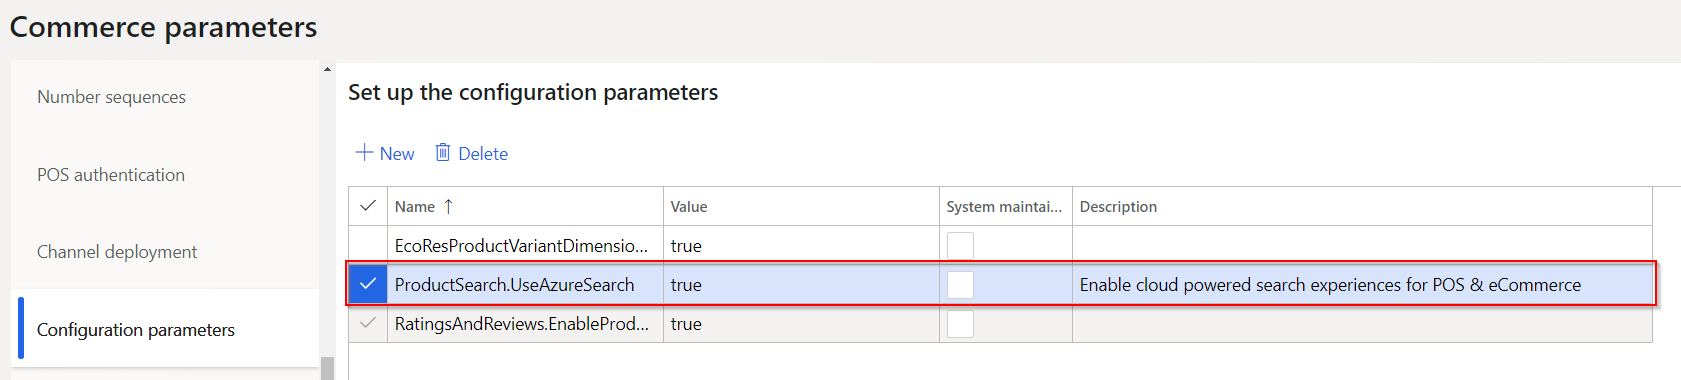 Commerce parameters
Number sequences
POS authentication
Channel deployment
Configuration parameters
Set up the configuration parameters
New Delete
Name Value System maintai... Description
EcoResProductVariantDimensio... true
ProductSearch.UseAzureSearch true Enable cloud powered search experiences for POS & eCommerce
RatingsAndReviews.EnableProd... true